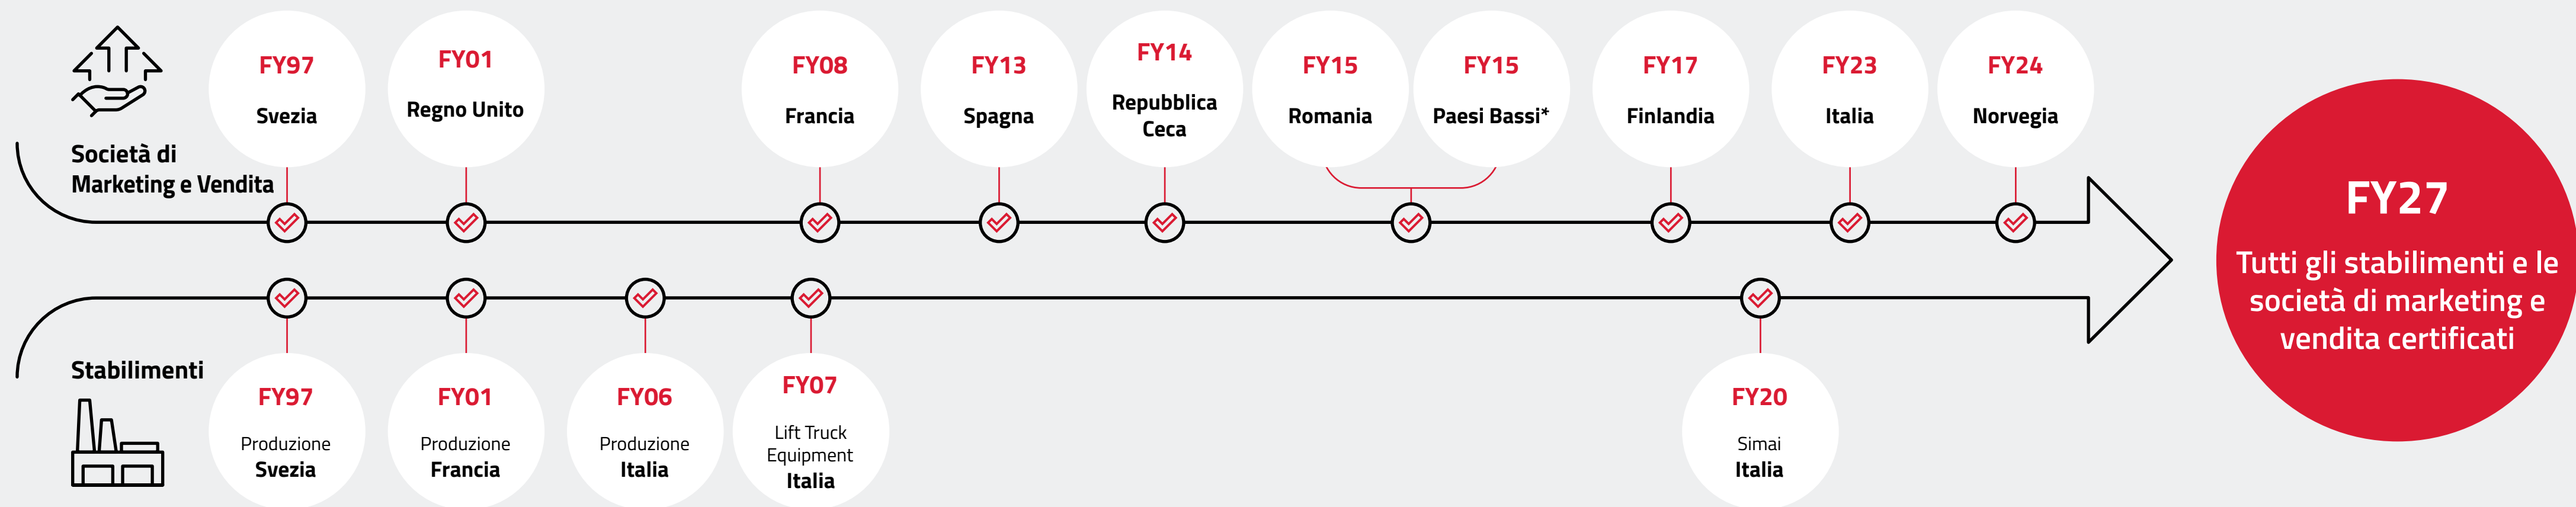 FY97
Svezia
FY01
Regno Unito
FY08
Francia
FY13
Spagna
FY14
Repubblica
Ceca
FY15
Romania
FY15
Paesi Bassi*
FY17
Finlandia
FY23
Italia
FY24
Norvegia
Società di
Marketing e Vendita
FY27
Tutti gli stabilimenti e le
società di marketing e
vendita certificati
Stabilimenti
FY97
Produzione
Svezia
FY01
Produzione
Francia
FY06
Produzione
Italia
FY07
Lift Truck
Equipment
Italia
FY20
Simai
Italia